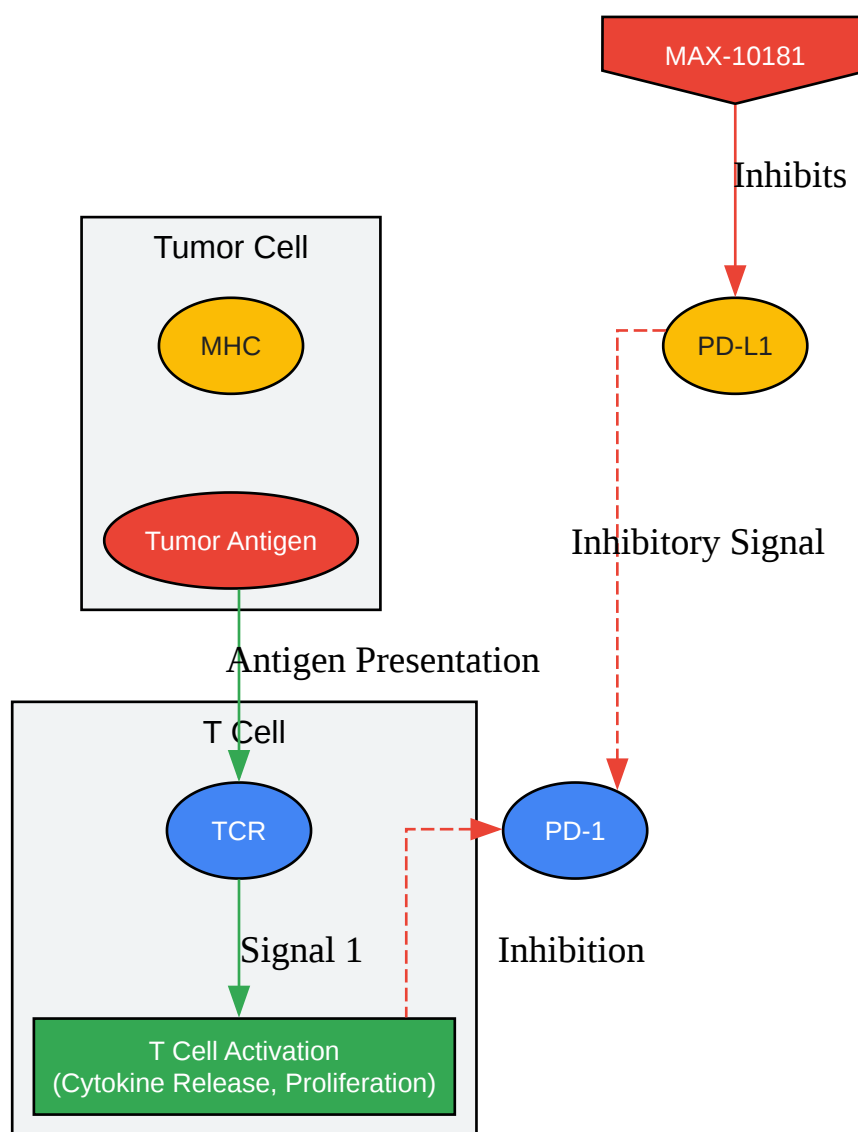 MAX-10181
Inhibits
Tumor Cell
MHC
PD-L1
Tumor Antigen
Inhibitory Signal
Antigen Presentation
T Cell
TCR
PD-1
Signal 1
Inhibition
T Cell Activation
(Cytokine Release, Proliferation)